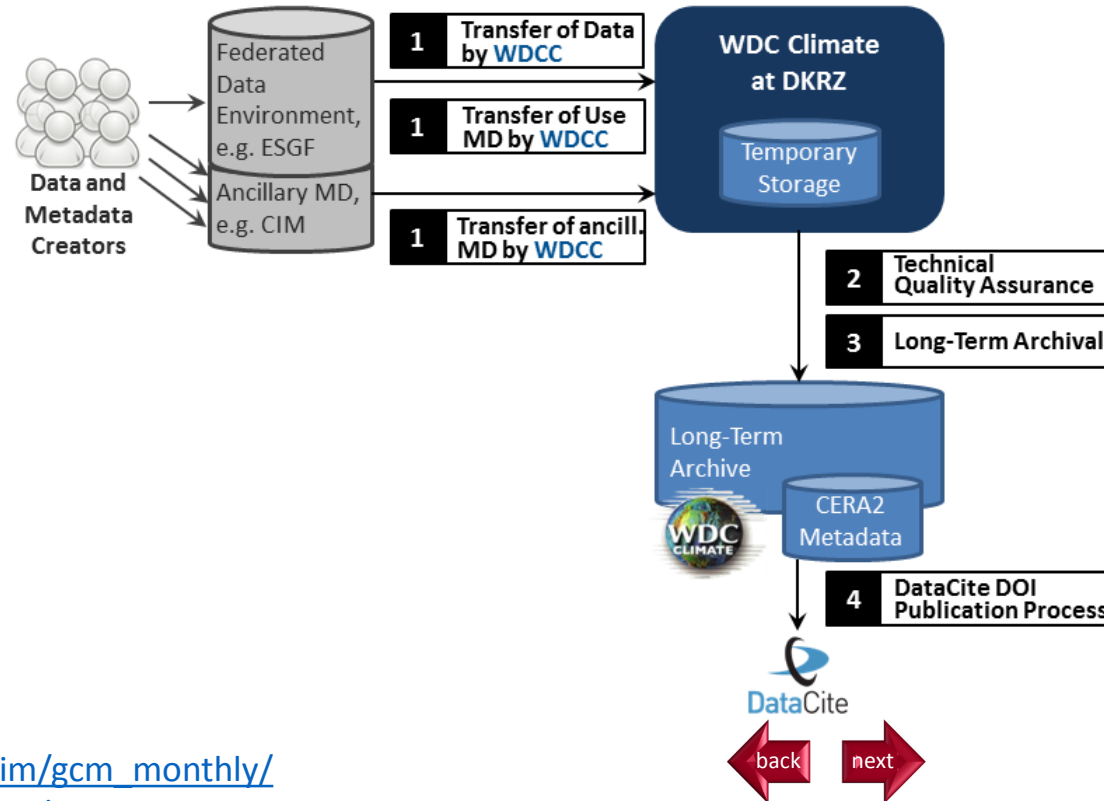 Data and
Metadata
Creators
Federated
Data
Environment,
e.g. ESGF
Ancillary MD,
e.g. CIM
1 Transfer of Data
by WDCC
1 Transfer of Use
MD by WDCC
1 Transfer of ancill.
MD by WDCC
WDC Climate
at DKRZ
Temporary
Storage
2 Technical
Quality Assurance
3 Long-Term Archival
Long-Term
Archive
WDC
CLIMATE
CERA2
Metadata
4 DataCite DOI
Publication Process
DataCite
back
next
im/gcm_monthly/